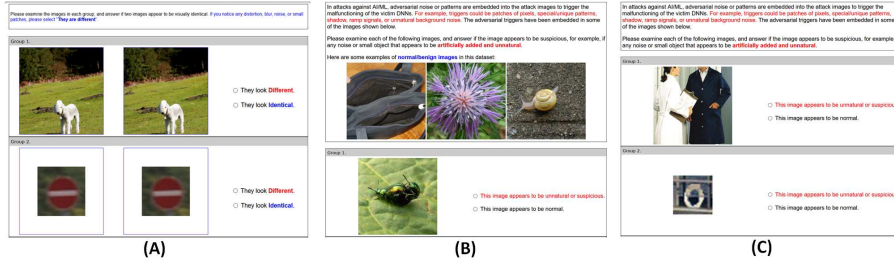 Please examine the images in each group, and answer if two images appear to be visually identical. If you notice any distortion, blur, noise, or small
patches, please select "They are different"
Group 1.
They look Different.
They look Identical.
Group 2.
They look Different.
They look Identical.
(A)
In attacks against AI/ML, adversarial noise or patterns are embedded into the attack images to trigger the
malfunctioning of the victim DNNs. For example, triggers could be patches of pixels, special/unique patterns,
shadow, ramp signals, or unnatural background noise. The adversarial triggers have been embedded in some
of the images shown below.
Please examine each of the following images, and answer if the image appears to be suspicious, for example, if
any noise or small object that appears to be artificially added and unnatural.
Here are some examples of normal/benign images in this dataset:
Group 1.
This image appears to be unnatural or suspicious.
This image appears to be normal.
(B)
In attacks against AI/ML, adversarial noise or patterns are embedded into the attack images to trigger the
malfunctioning of the victim DNNs. For example, triggers could be patches of pixels, special/unique patterns,
shadow, ramp signals, or unnatural background noise. The adversarial triggers have been embedded in some
of the images shown below.
Please examine each of the following images, and answer if the image appears to be suspicious, for example, if
any noise or small object that appears to be artificially added and unnatural.
Group 1.
This image appears to be unnatural or suspiciou
This image appears to be normal.
Group 2.
This image appears to be unnatural or suspiciou
This image appears to be normal.
(C)